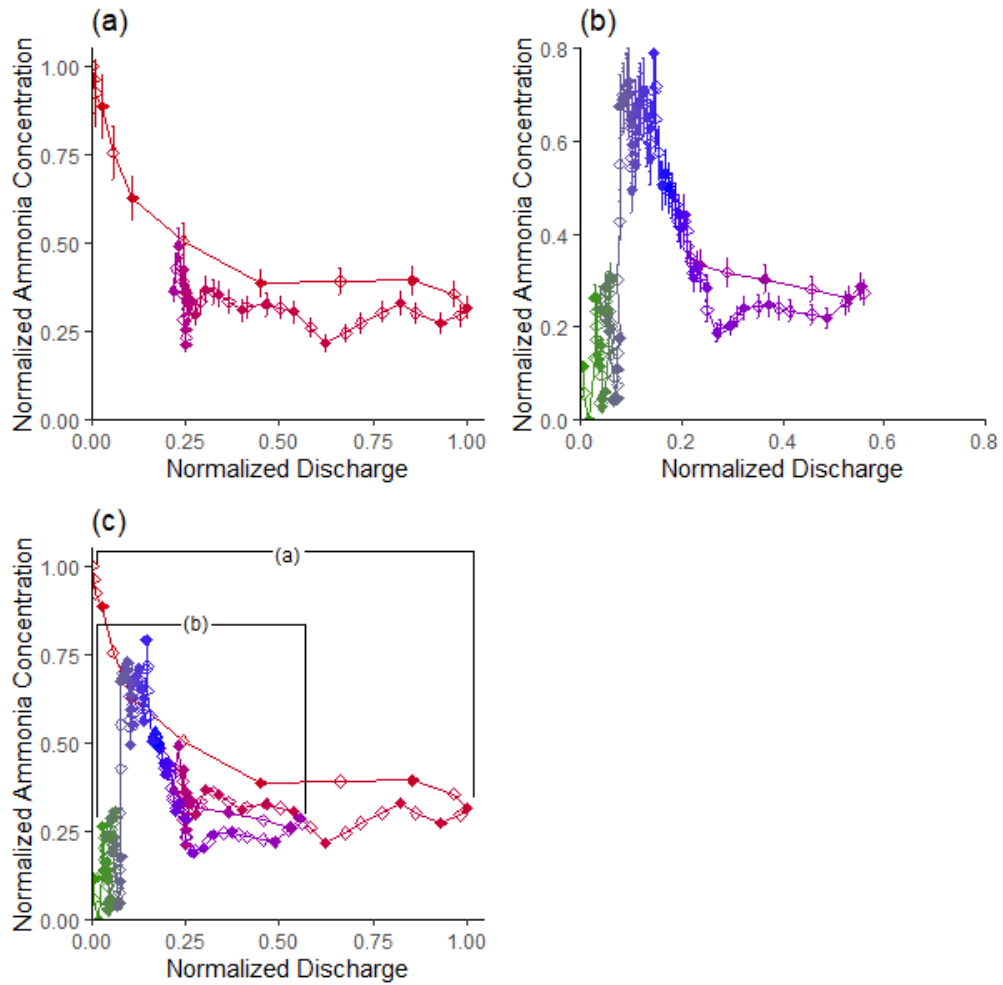 (a)
Normalized Ammonia Concentration
1.00
0.75
0.50
0.25
0.00
0.00 0.25 0.50 0.75 1.00
Normalized Discharge
(b)
Normalized Ammonia Concentration
0.8
0.6
0.4
0.2
0.0
0.0 0.2 0.4 0.6 0.8
Normalized Discharge
(c)
Normalized Ammonia Concentration
(a)
(b)
1.00
0.75
0.50
0.25
0.00
0.00 0.25 0.50 0.75 1.00
Normalized Discharge